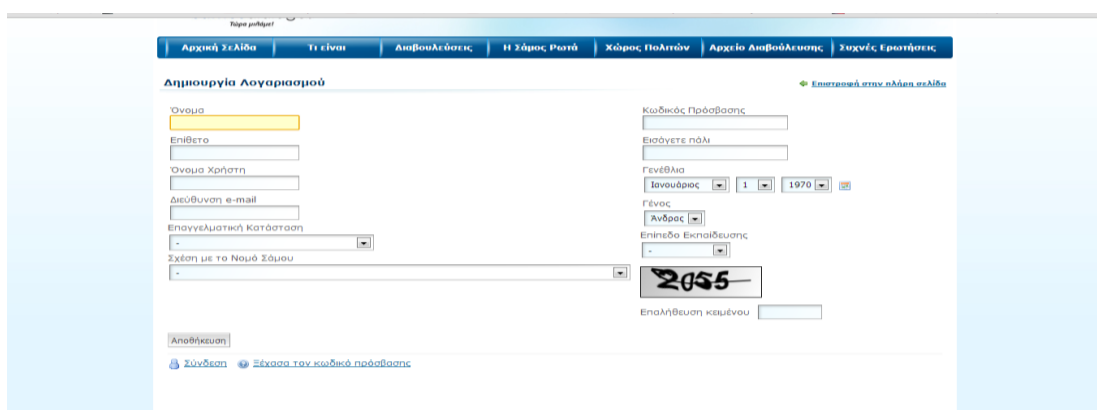 Τώρα μιλάμε!
Αρχική Σελίδα Τι είναι Διαβουλεύσεις Η Σάμος Ρωτά Χώρος Πολιτών Αρχείο Διαβούλευσης Συχνές Ερωτήσεις
Δημιουργία Λογαριασμού
Επιστροφή στην πλήρη σελίδα
Όνομα
Επίθετο
Όνομα Χρήστη
Διεύθυνση e-mail
Επαγγελματική Κατάσταση
-
Σχέση με το Νομό Σάμου
-
Κωδικός Πρόσβασης
Εισάγετε πάλι
Γενέθλια
Ιανουάριος 1 1970
Γένος
Άνδρας
Επίπεδο Εκπαίδευσης
-
2055
Επαλήθευση κειμένου
Αποθήκευση
Σύνδεση Ξέχασα τον κωδικό πρόσβασης